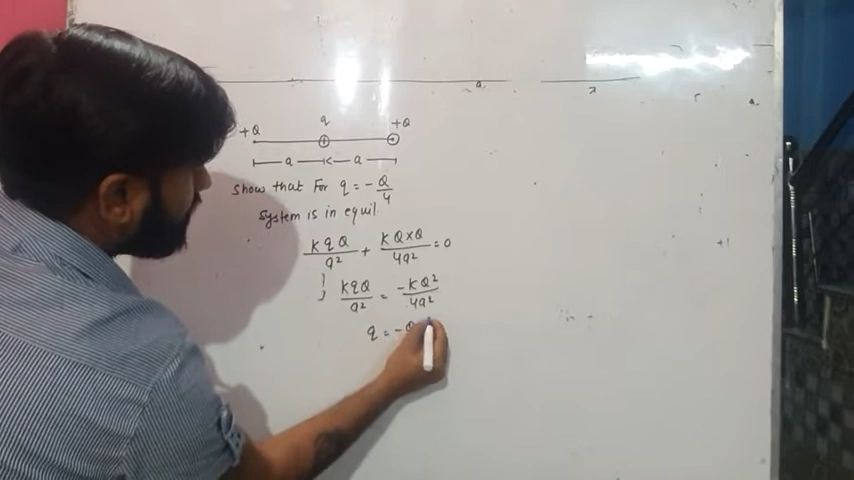 q
+Q +Q
a a
Show that For q = -Q/4
System is in equil.
KqQ/a² + KQ×Q/4a² = 0
KqQ/a² = -KQ²/4a²
q = -Q